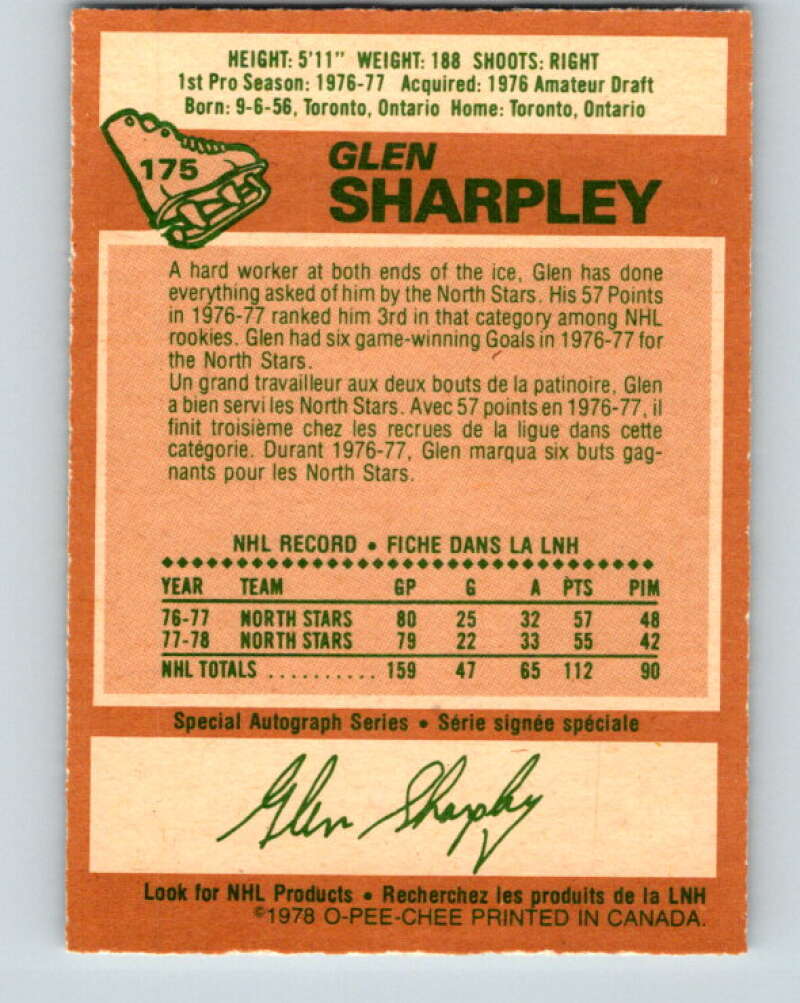 HEIGHT: 5'11" WEIGHT: 188 SHOOTS: RIGHT
1st Pro Season: 1976-77 Acquired: 1976 Amateur Draft
Born: 9-6-56, Toronto, Ontario Home: Toronto, Ontario
175
GLEN
SHARPLEY
A hard worker at both ends of the ice, Glen has done
everything asked of him by the North Stars. His 57 Points
in 1976-77 ranked him 3rd in that category among NHL
rookies. Glen had six game-winning Goals in 1976-77 for
the North Stars.
Un grand travailleur aux deux bouts de la patinoire, Glen
a bien servi les North Stars. Avec 57 points en 1976-77, il
finit troisième chez les recrues de la ligue dans cette
catégorie. Durant 1976-77, Glen marqua six buts gag-
nants pour les North Stars.
NHL RECORD • FICHE DANS LA LNH
YEAR TEAM GP G A PTS PIM
76-77 NORTH STARS 80 25 32 57 48
77-78 NORTH STARS 79 22 33 55 42
NHL TOTALS .......... 159 47 65 112 90
Special Autograph Series • Série signée spéciale
Glen Sharpley
Look for NHL Products • Recherchez les produits de la LNH
©1978 O-PEE-CHEE PRINTED IN CANADA.